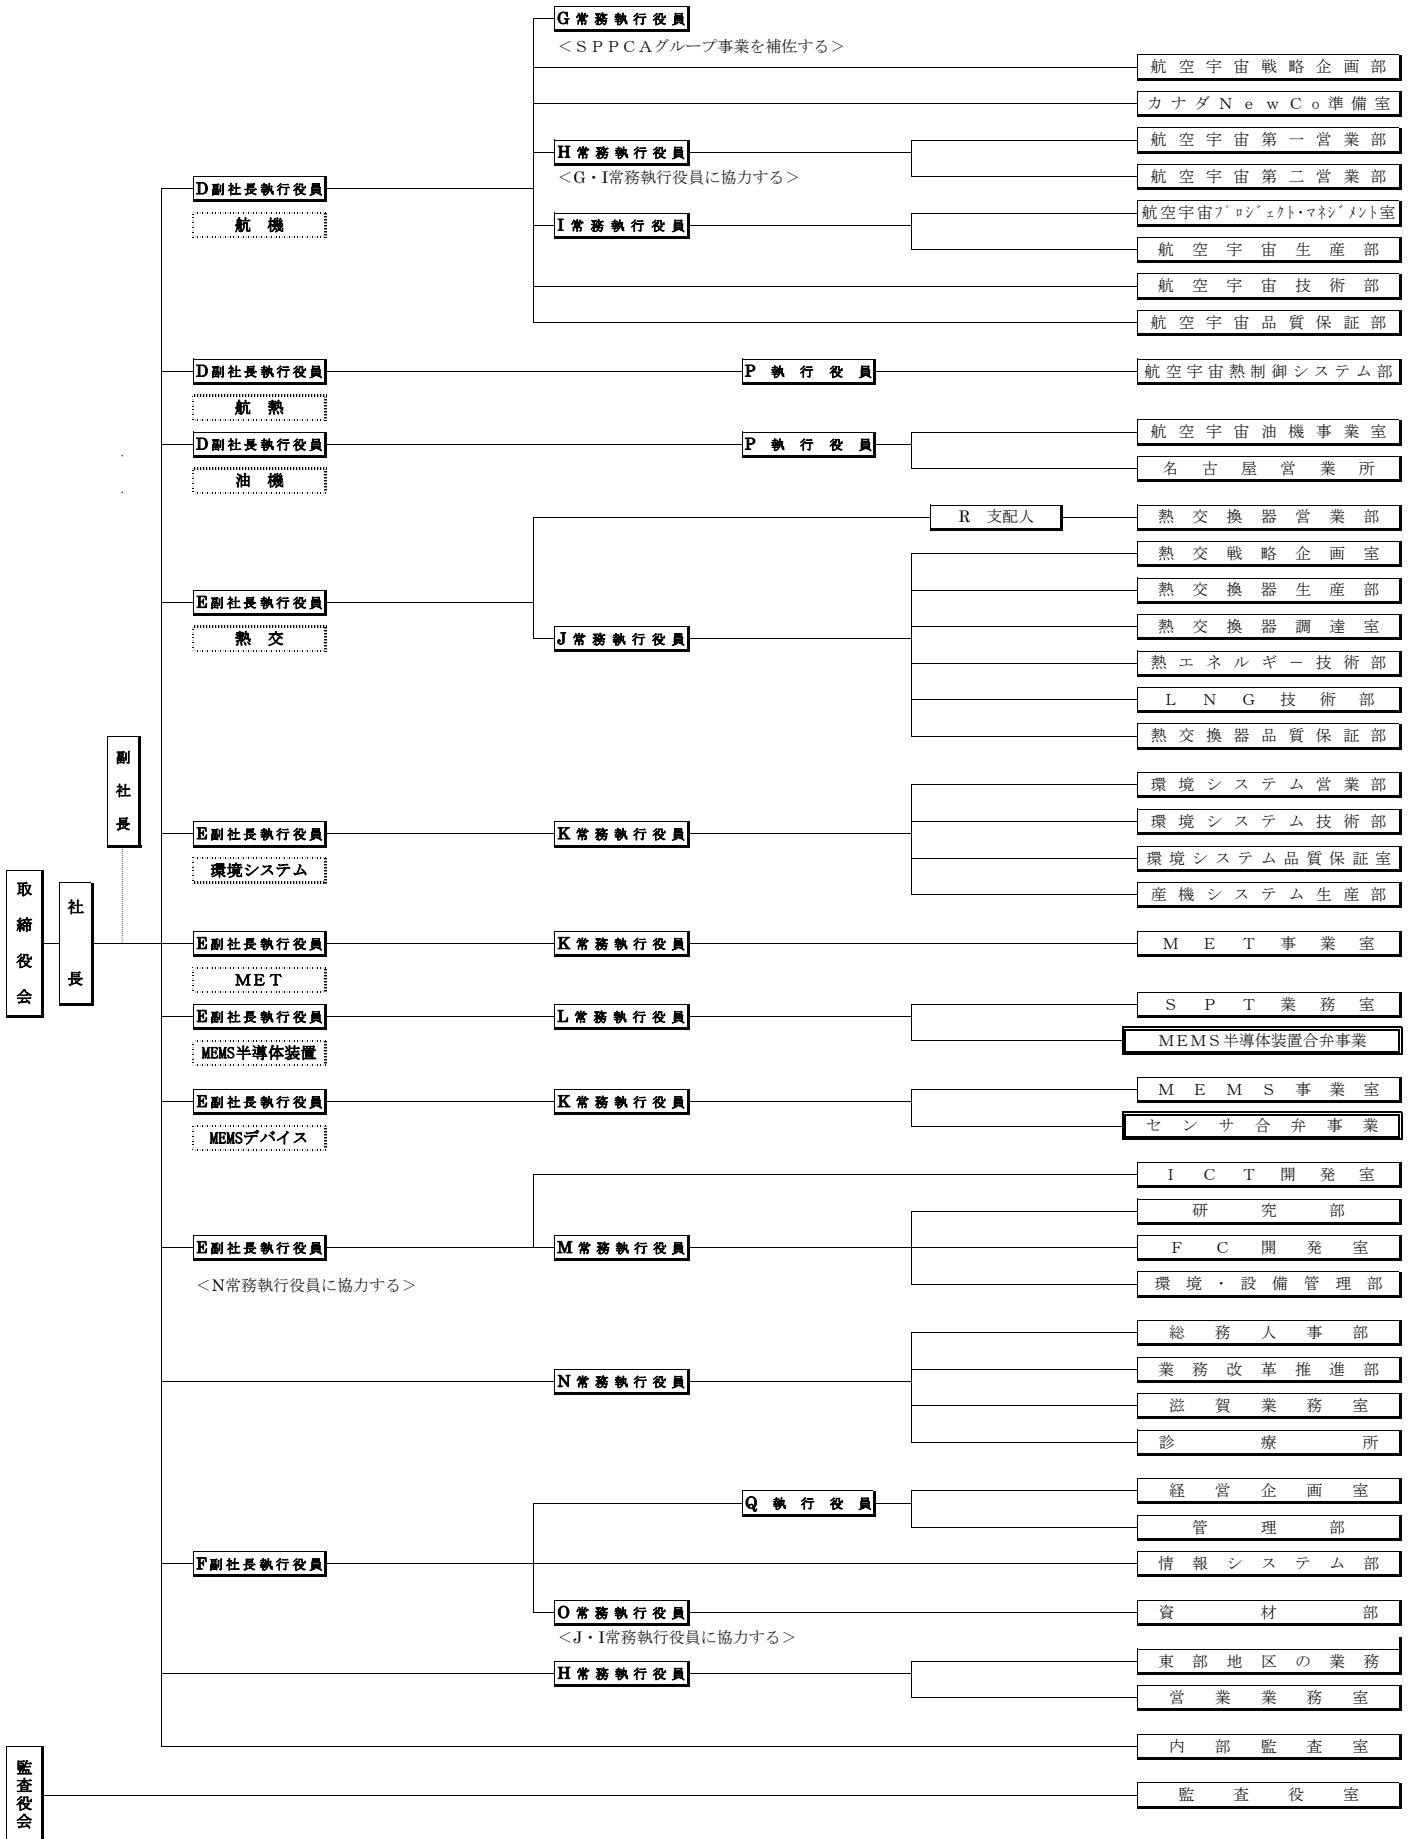 G常務執行役員
＜ＳＰＰＣＡグループ事業を補佐する＞
航空宇宙戦略企画部
カナダＮｅｗＣｏ準備室
航空宇宙第一営業部
H常務執行役員
＜G・I常務執行役員に協力する＞
航空宇宙第二営業部
D副社長執行役員
航　機
航空宇宙ﾌﾟﾛｼﾞｪｸﾄ・ﾏﾈｼﾞﾒﾝﾄ室
I常務執行役員
航空宇宙生産部
航空宇宙技術部
航空宇宙品質保証部
D副社長執行役員
P執行役員
航空宇宙熱制御システム部
航　熱
航空宇宙油機事業室
D副社長執行役員
P執行役員
名古屋営業所
油　機
R　支配人
熱交換器営業部
熱交戦略企画室
熱交換器生産部
E副社長執行役員
熱　交
熱交換器調達室
J常務執行役員
熱エネルギー技術部
ＬＮＧ技術部
熱交換器品質保証部
副社長
環境システム営業部
環境システム技術部
E副社長執行役員
K常務執行役員
環境システム品質保証室
環境システム
産機システム生産部
取締役会
社長
E副社長執行役員
K常務執行役員
ＭＥＴ事業室
MET
ＳＰＴ業務室
E副社長執行役員
L常務執行役員
MEMS半導体装置合弁事業
MEMS半導体装置
ＭＥＭＳ事業室
E副社長執行役員
K常務執行役員
センサ合弁事業
MEMSデバイス
ＩＣＴ開発室
研究部
E副社長執行役員
M常務執行役員
ＦＣ開発室
＜N常務執行役員に協力する＞
環境・設備管理部
総務人事部
業務改革推進部
N常務執行役員
滋賀業務室
診療所
経営企画室
Q執行役員
管理部
F副社長執行役員
情報システム部
O常務執行役員
資材部
＜J・I常務執行役員に協力する＞
東部地区の業務
H常務執行役員
営業業務室
内部監査室
監査役会
監査役室